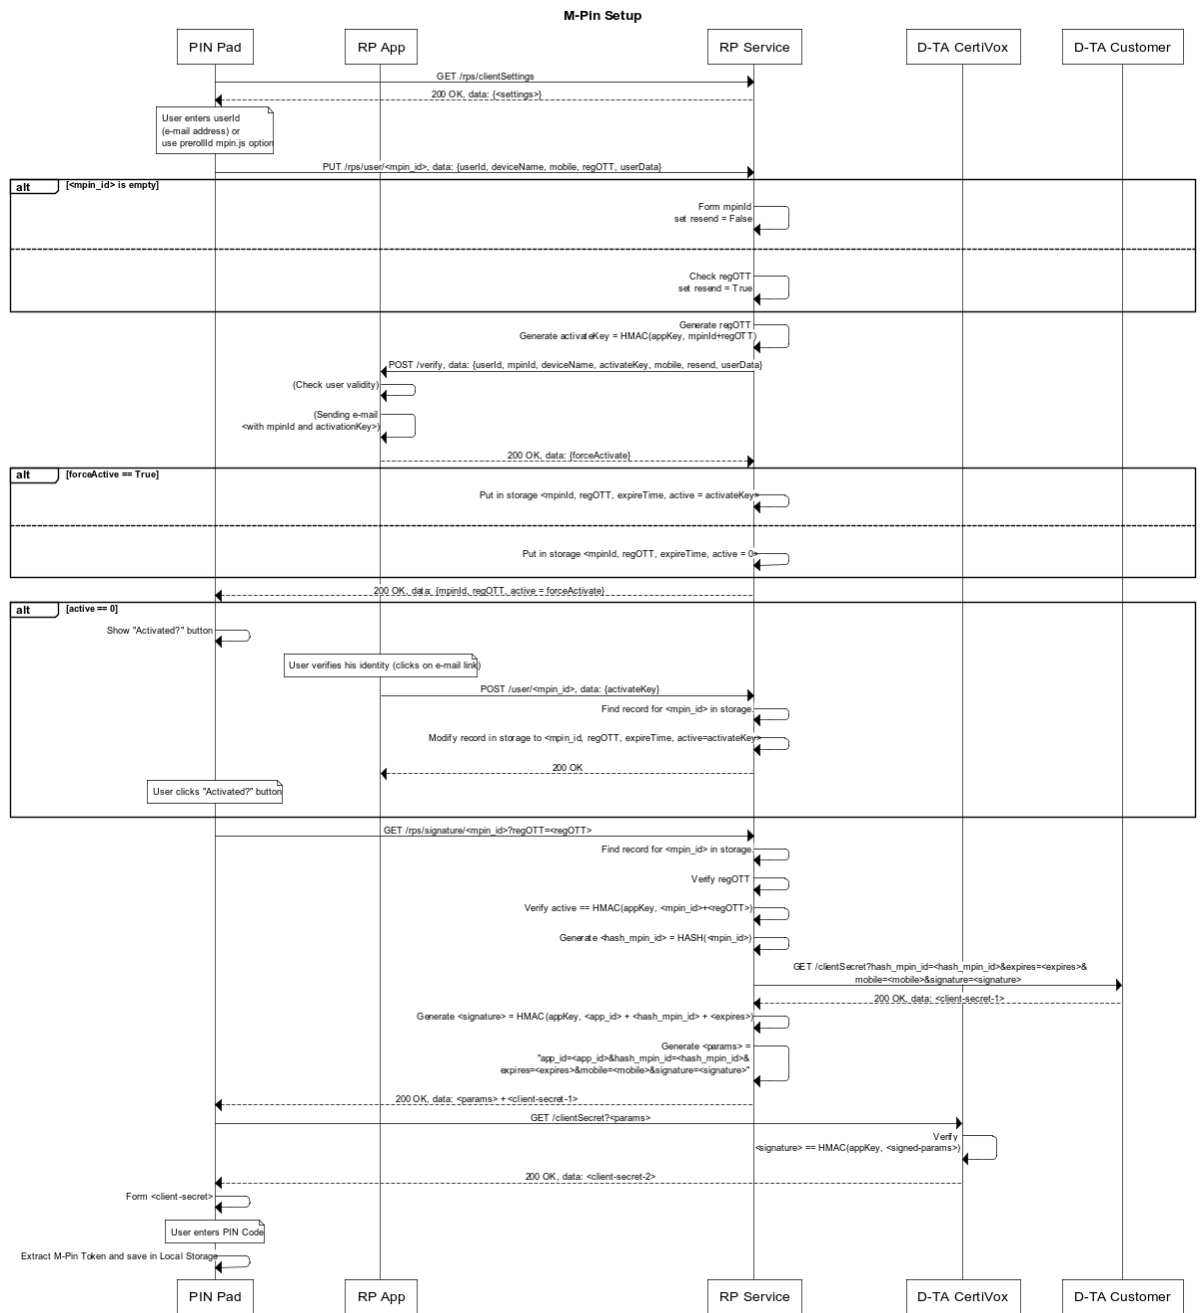 M-Pin Setup
PIN Pad
RP App
RP Service
D-TA CertiVox
D-TA Customer
GET /rps/clientSettings
200 OK, data: {<settings>}
User enters userId
(e-mail address) or
use prerollId mpin.js option
PUT /rps/user/<mpin_id>, data: {userId, deviceName, mobile, regOTT, userData}
alt
[<mpin_id> is empty]
Form mpinId
set resend = False
Check regOTT
set resend = True
Generate regOTT
Generate activateKey = HMAC(appKey, mpinId+regOTT)
POST /verify, data: {userId, mpinId, deviceName, activateKey, mobile, resend, userData}
(Check user validity)
(Sending e-mail
<with mpinId and activationKey>)
200 OK, data: {forceActivate}
alt
[forceActive == True]
Put in storage <mpinId, regOTT, expireTime, active = activateKey>
Put in storage <mpinId, regOTT, expireTime, active = 0>
200 OK, data: {mpinId, regOTT, active = forceActivate}
alt
[active == 0]
Show "Activated?" button
User verifies his identity (clicks on e-mail link)
POST /user/<mpin_id>, data: {activateKey}
Find record for <mpin_id> in storage.
Modify record in storage to <mpin_id, regOTT, expireTime, active=activateKey>
200 OK
User clicks "Activated?" button
GET /rps/signature/<mpin_id>?regOTT=<regOTT>
Find record for <mpin_id> in storage.
Verify regOTT
Verify active == HMAC(appKey, <mpin_id>+<regOTT>)
Generate <hash_mpin_id> = HASH(<mpin_id>)
GET /clientSecret?hash_mpin_id=<hash_mpin_id>&expires=<expires>&
mobile=<mobile>&signature=<signature>
200 OK, data: <client-secret-1>
Generate <signature> = HMAC(appKey, <app_id> + <hash_mpin_id> + <expires>)
Generate <params> =
"app_id=<app_id>&hash_mpin_id=<hash_mpin_id>&
expires=<expires>&mobile=<mobile>&signature=<signature>"
200 OK, data: <params> + <client-secret-1>
GET /clientSecret?<params>
Verify
<signature> == HMAC(appKey, <signed-params>)
200 OK, data: <client-secret-2>
Form <client-secret>
User enters PIN Code
Extract M-Pin Token and save in Local Storage
PIN Pad
RP App
RP Service
D-TA CertiVox
D-TA Customer